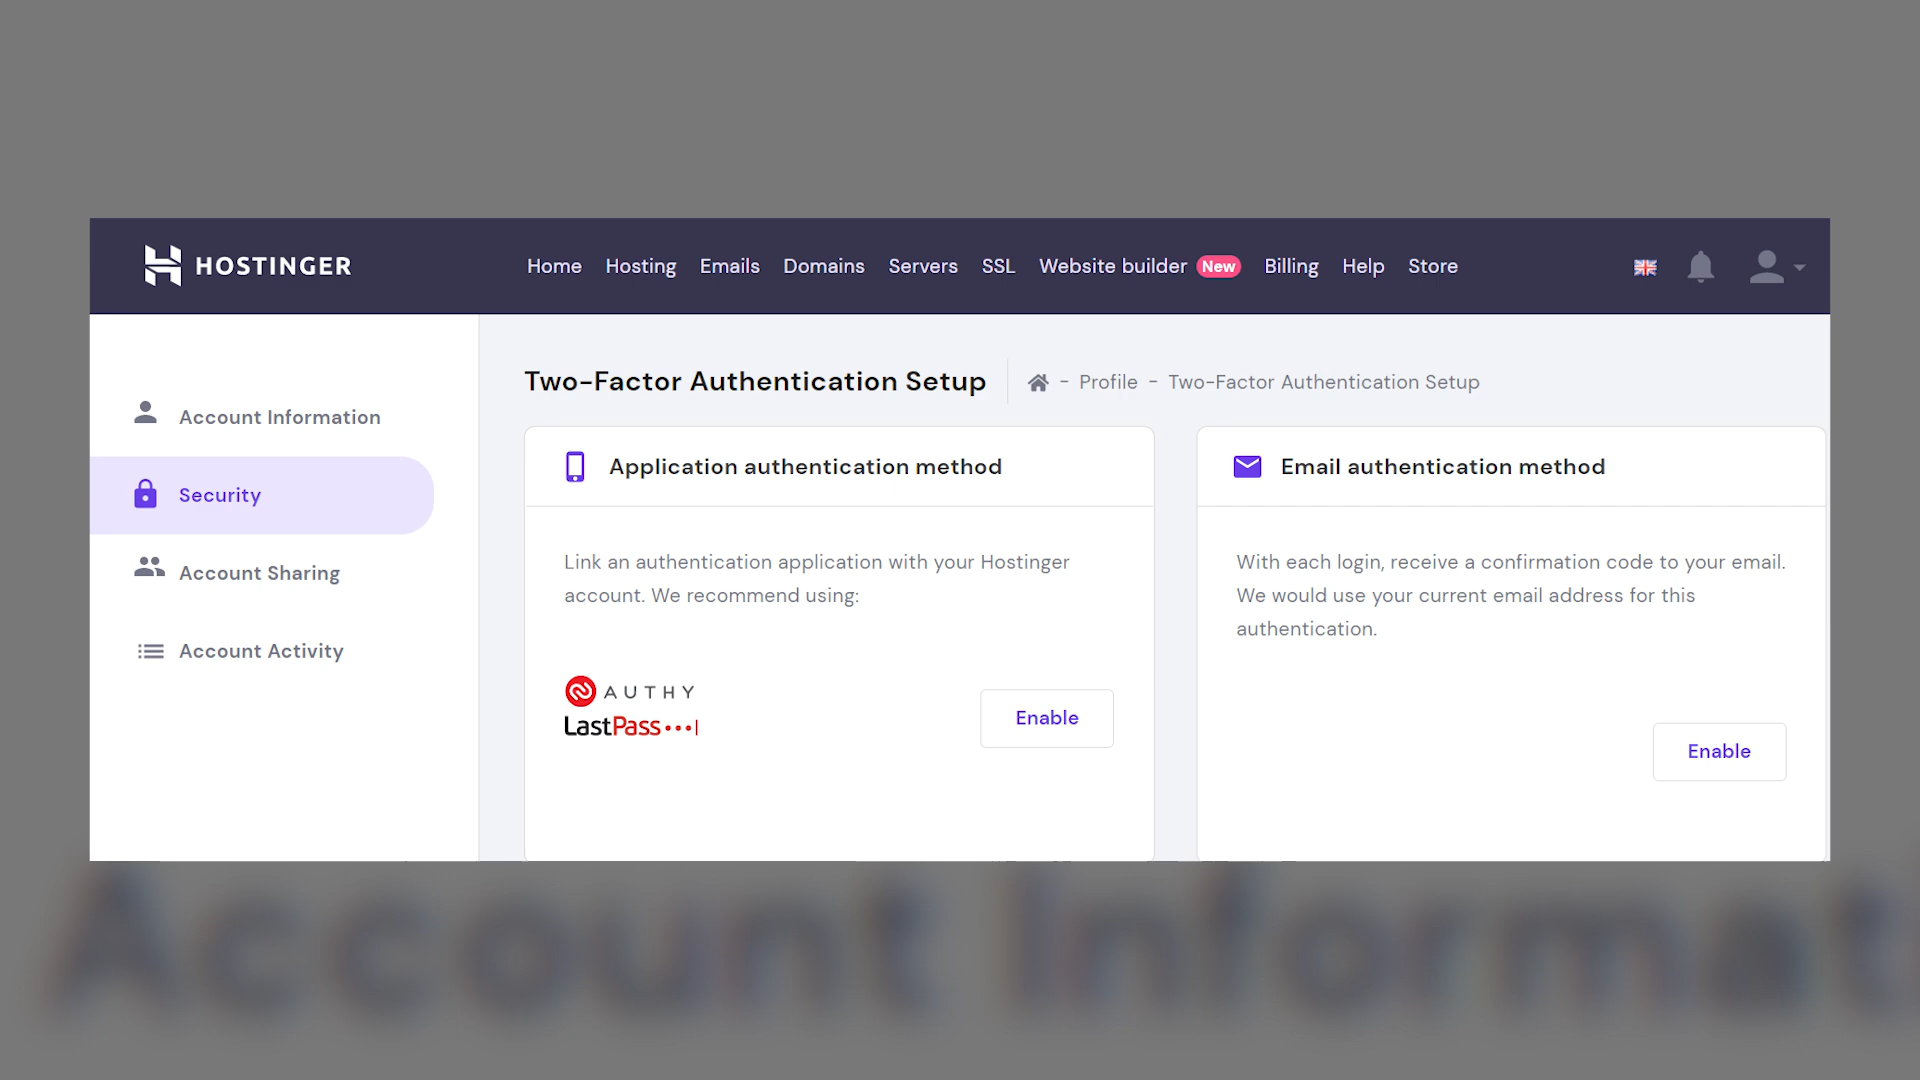 HOSTINGER
Home Hosting Emails Domains Servers SSL Website builder New Billing Help Store
Account Information
Security
Account Sharing
Account Activity
Two-Factor Authentication Setup
- Profile - Two-Factor Authentication Setup
Application authentication method
Link an authentication application with your Hostinger
account. We recommend using:
AUTHY
LastPass...|
Enable
Email authentication method
With each login, receive a confirmation code to your email.
We would use your current email address for this
authentication.
Enable
Account Informati